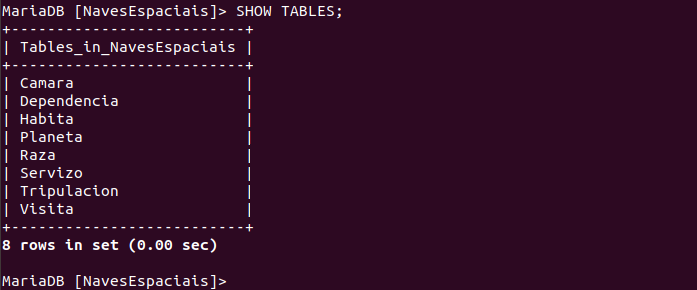 MariaDB [NavesEspaciais]> SHOW TABLES;
+--------------------------+
| Tables_in_NavesEspaciais |
+--------------------------+
| Camara                   |
| Dependencia              |
| Habita                   |
| Planeta                  |
| Raza                     |
| Servizo                  |
| Tripulacion              |
| Visita                   |
+--------------------------+
8 rows in set (0.00 sec)

MariaDB [NavesEspaciais]>